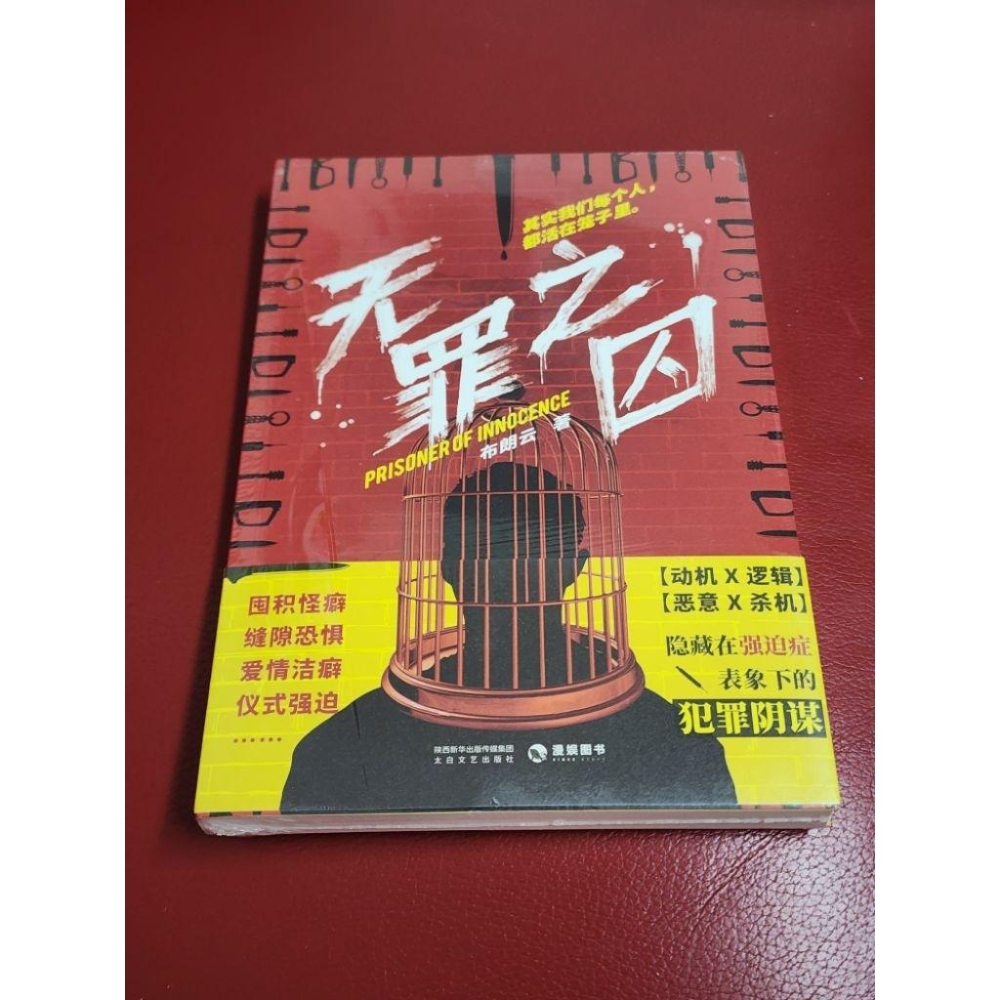 其实我们每个人，
都活在笼子里。
无罪之囚
PRISONER OF INNOCENCE
布朗云 著
囤积怪癖
缝隙恐惧
爱情洁癖
仪式强迫
……
【动机 X 逻辑】
【恶意 X 杀机】
隐藏在强迫症
表象下的
犯罪阴谋
陕西新华出版传媒集团
太白文艺出版社
漫娱图书